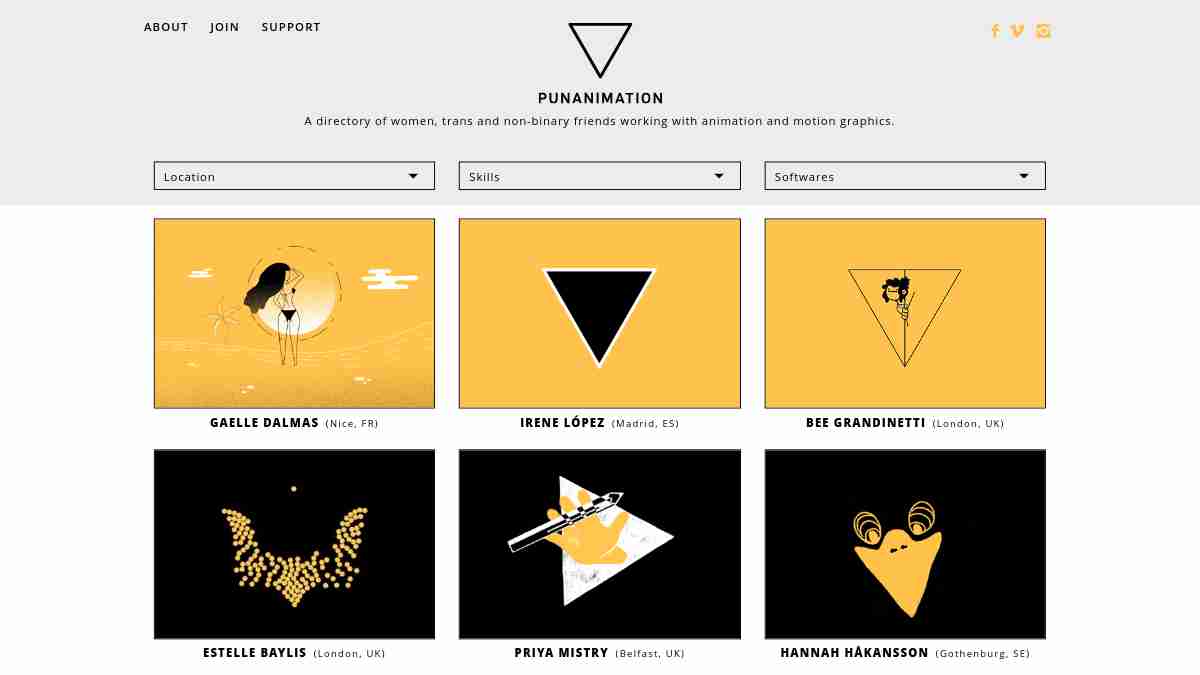 ABOUT JOIN SUPPORT
PUNANIMATION
A directory of women, trans and non-binary friends working with animation and motion graphics.
Location Skills Softwares
GAELLE DALMAS (Nice, FR) IRENE LÓPEZ (Madrid, ES) BEE GRANDINETTI (London, UK)
ESTELLE BAYLIS (London, UK) PRIYA MISTRY (Belfast, UK) HANNAH HÅKANSSON (Gothenburg, SE)